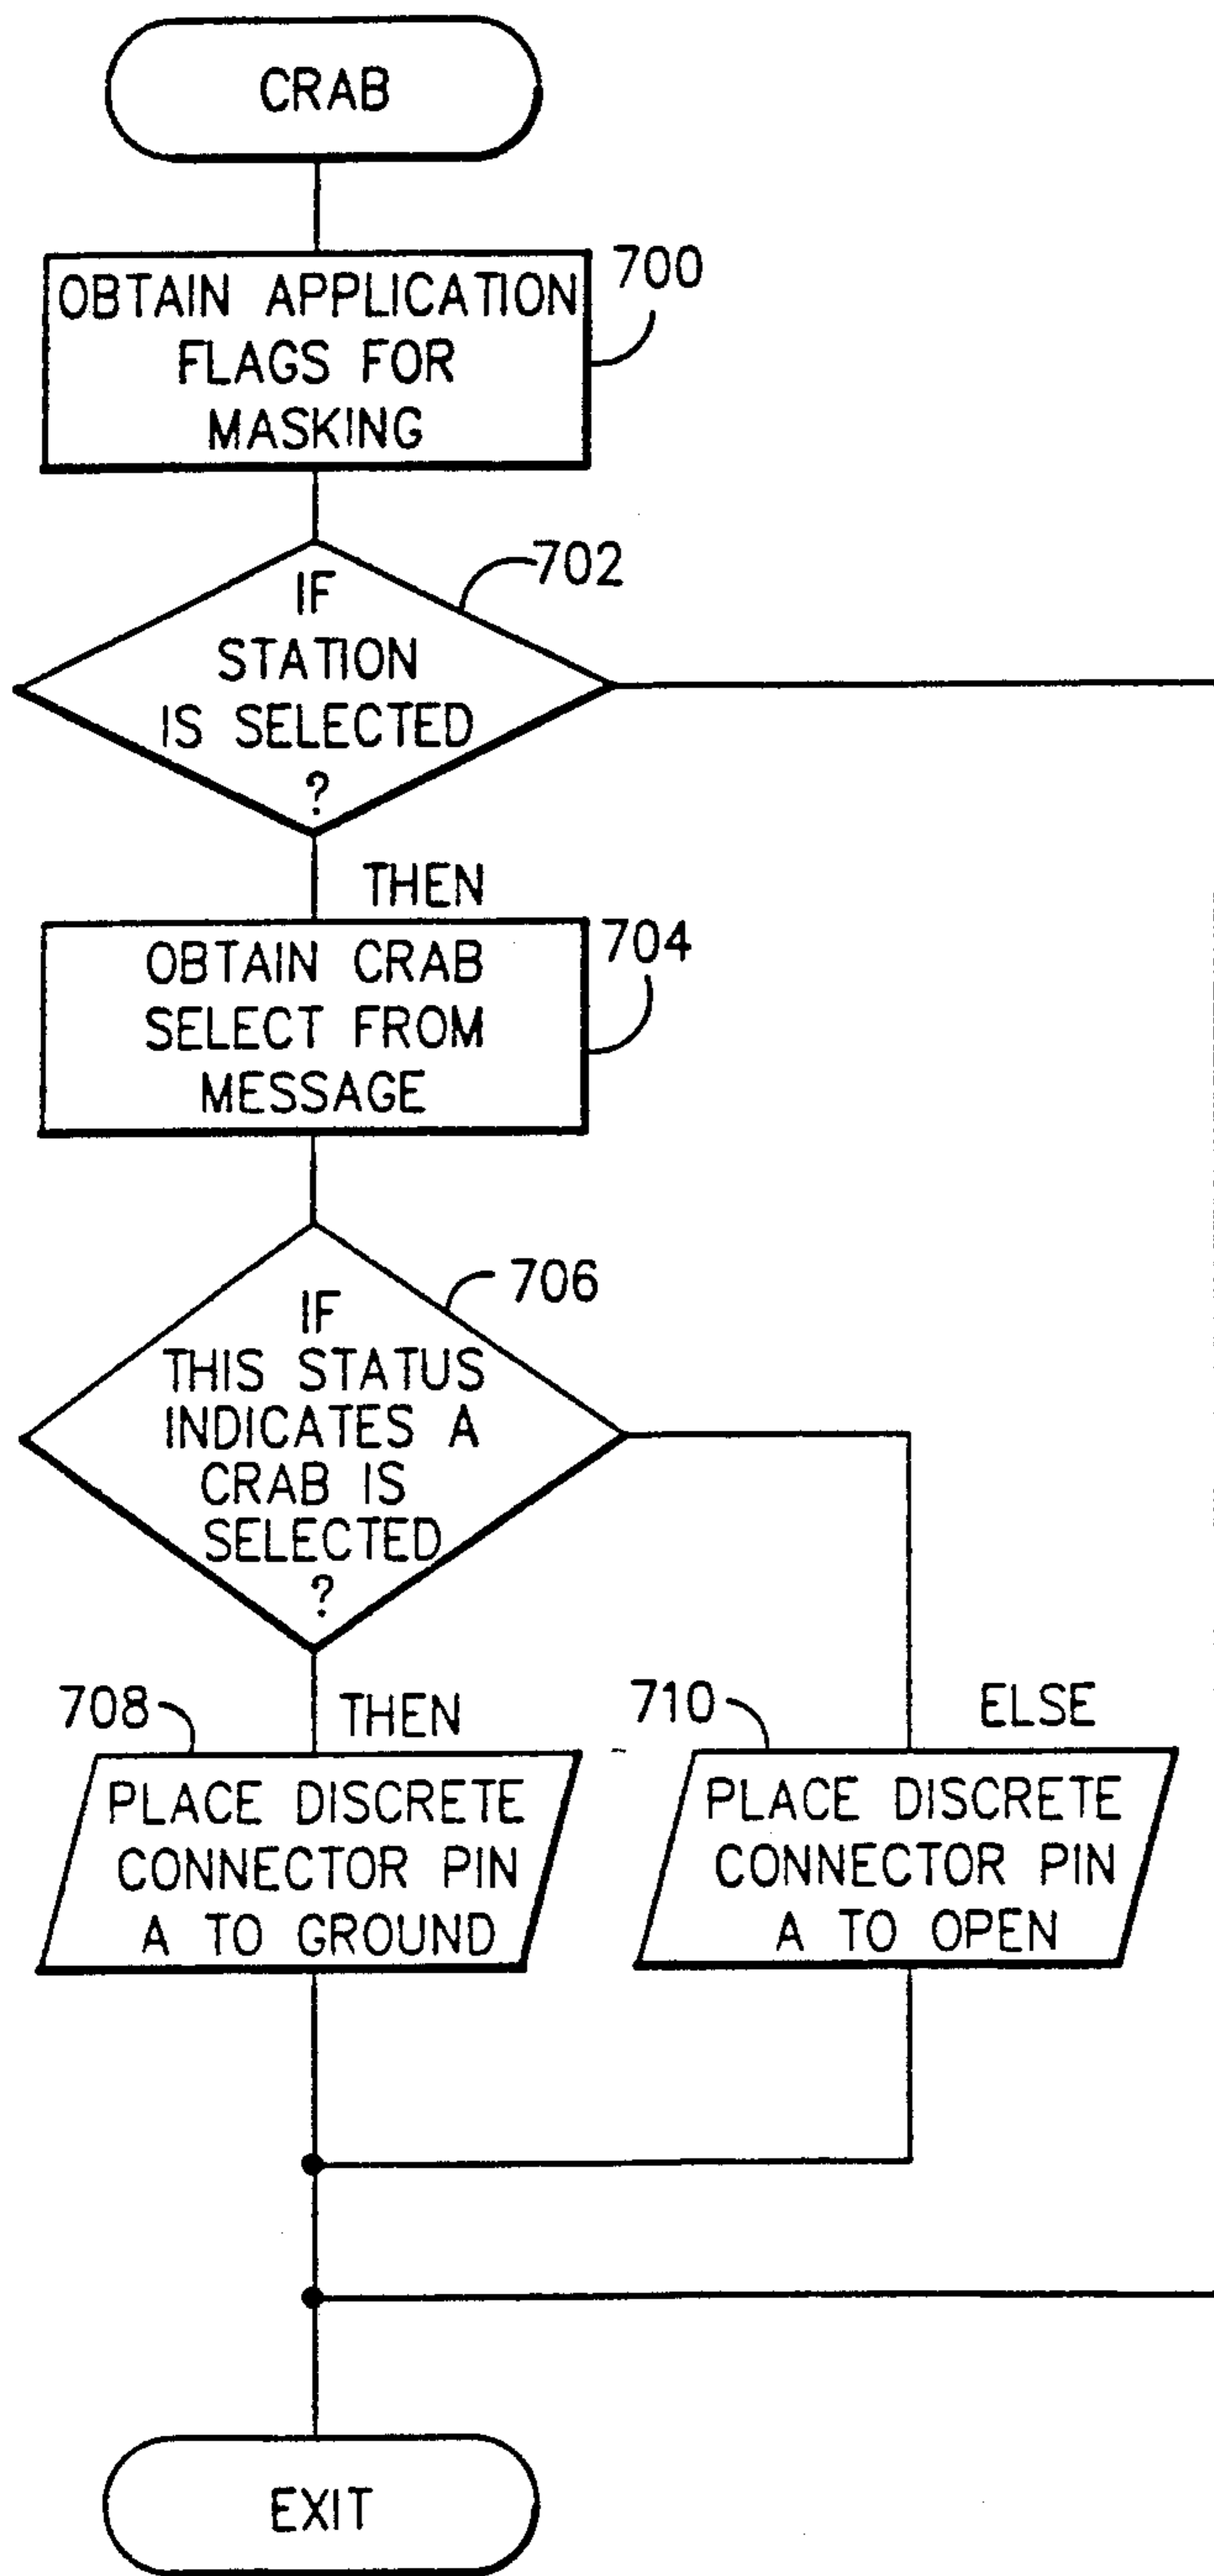 CRAB
700
OBTAIN APPLICATION
FLAGS FOR
MASKING
702
IF
STATION
IS SELECTED
?
THEN
704
OBTAIN CRAB
SELECT FROM
MESSAGE
706
IF
THIS STATUS
INDICATES A
CRAB IS
SELECTED
?
708
THEN
710
ELSE
PLACE DISCRETE
CONNECTOR PIN
A TO GROUND
PLACE DISCRETE
CONNECTOR PIN
A TO OPEN
EXIT